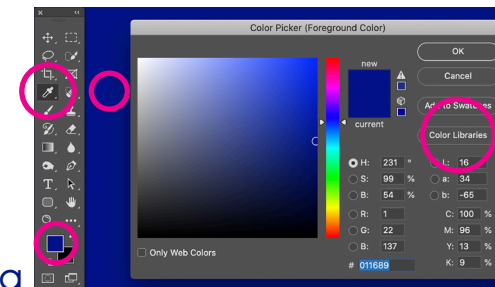 Color Picker (Foreground Color)
new
current
OK
Cancel
Add to Swatches
Color Libraries
H: 231 °
S: 99 %
B: 54 %
R: 1
G: 22
B: 137
# 011689
L: 16
a: 34
b: -65
C: 100 %
M: 96 %
Y: 13 %
K: 9 %
Only Web Colors
T
a